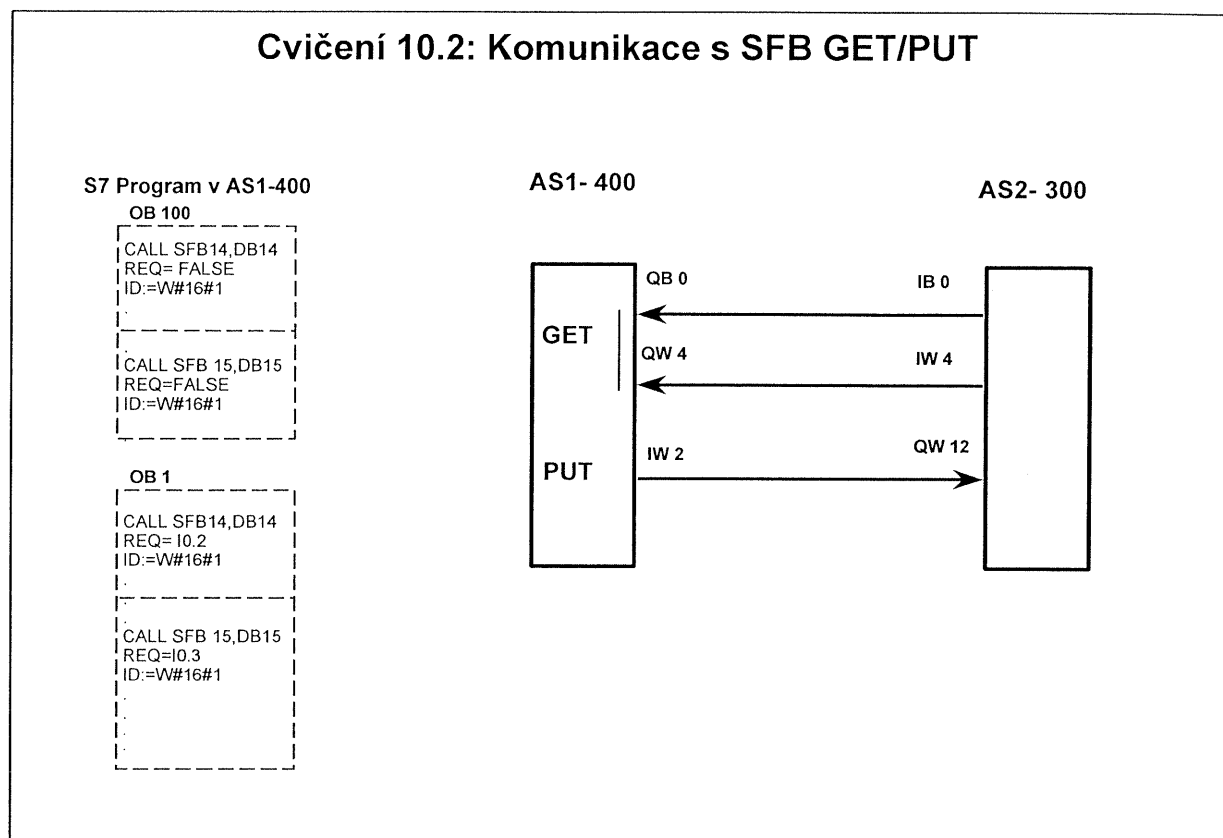 Cvičení 10.2: Komunikace s SFB GET/PUT
S7 Program v AS1-400
OB 100
CALL SFB14,DB14
REQ= FALSE
ID:=W#16#1
.
.
CALL SFB 15,DB15
REQ=FALSE
ID:=W#16#1
.
OB 1
CALL SFB14,DB14
REQ= I0.2
ID:=W#16#1
.
.
CALL SFB 15,DB15
REQ=I0.3
ID:=W#16#1
.
.
.
.
AS1- 400
AS2- 300
QB 0
IB 0
GET
QW 4
IW 4
PUT
IW 2
QW 12